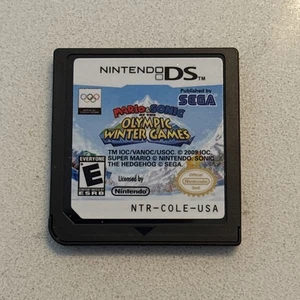 NINTENDO DS TM
Published by
SEGA
MARIO & SONIC
AT THE
OLYMPIC
WINTER GAMES
TM IOC/VANOC/USOC. © 2009 IOC.
SUPER MARIO © NINTENDO. SONIC
THE HEDGEHOG © SEGA.
EVERYONE
E
ESRB
Licensed by
Nintendo
NTR-COLE-USA